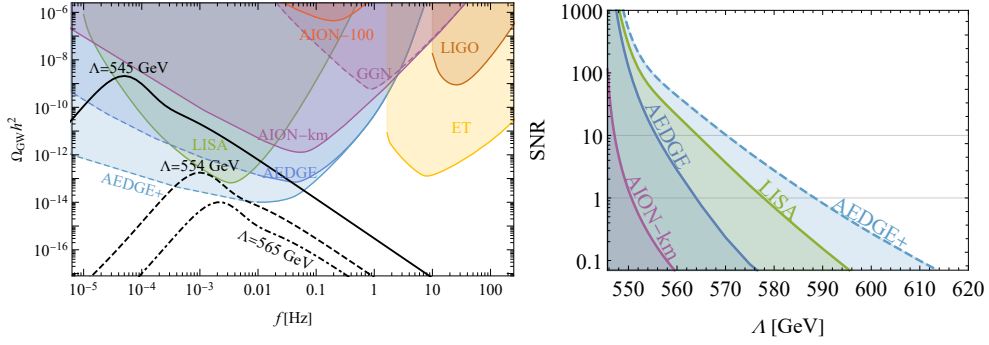 10⁻⁶
10⁻⁸
10⁻¹⁰
10⁻¹²
10⁻¹⁴
10⁻¹⁶
Ω_GW h²
AION-100
LIGO
GGN
Λ=545 GeV
ET
AION-km
LISA
AEDGE
Λ=554 GeV
AEDGE+
Λ=565 GeV
10⁻⁵ 10⁻⁴ 10⁻³ 0.01 0.1 1 10 100
f [Hz]
1000
100
10
1
0.1
SNR
AEDGE
LISA
AION-km
AEDGE+
550 560 570 580 590 600 610 620
Λ [GeV]